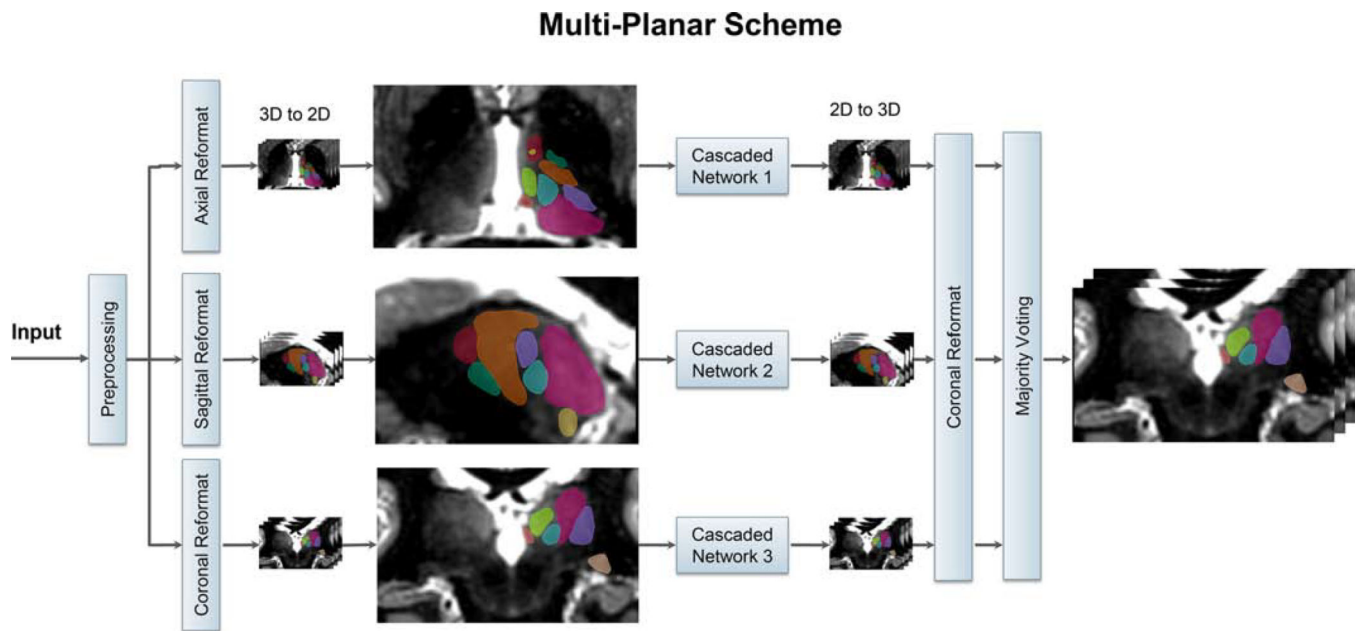 Multi-Planar Scheme
Input
Preprocessing
Axial Reformat
3D to 2D
Cascaded
Network 1
2D to 3D
Sagittal Reformat
Cascaded
Network 2
Coronal Reformat
Cascaded
Network 3
Coronal Reformat
Majority Voting